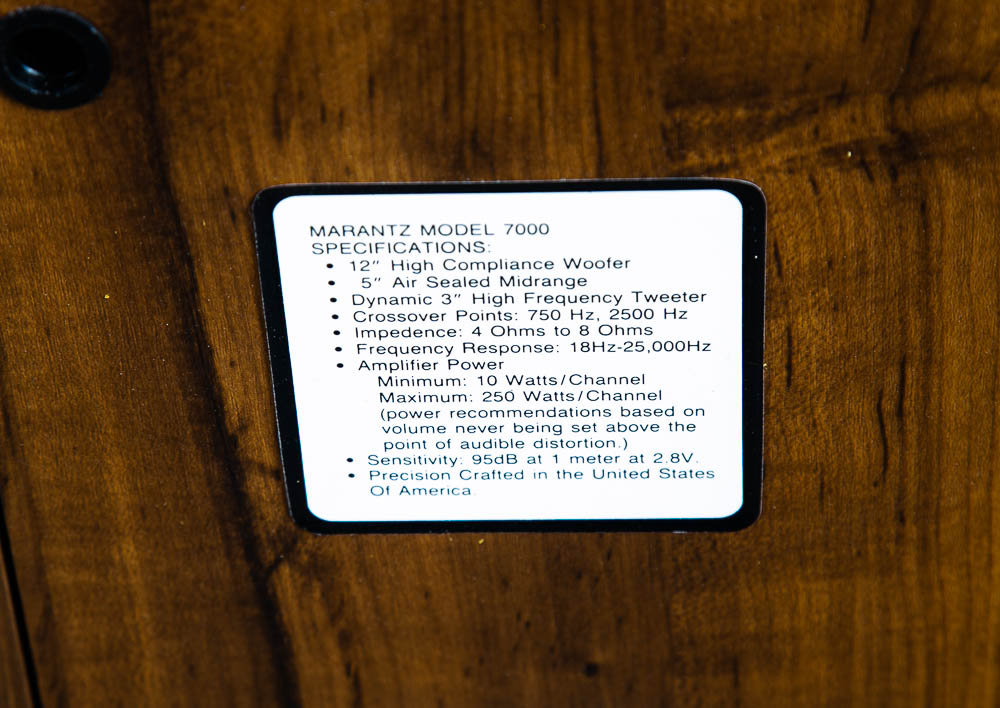 MARANTZ MODEL 7000
SPECIFICATIONS:
• 12" High Compliance Woofer
• 5" Air Sealed Midrange
• Dynamic 3" High Frequency Tweeter
• Crossover Points: 750 Hz, 2500 Hz
• Impedence: 4 Ohms to 8 Ohms
• Frequency Response: 18Hz-25,000Hz
• Amplifier Power
Minimum: 10 Watts/Channel
Maximum: 250 Watts/Channel
(power recommendations based on
volume never being set above the
point of audible distortion.)
• Sensitivity: 95dB at 1 meter at 2.8V.
• Precision Crafted in the United States
Of America